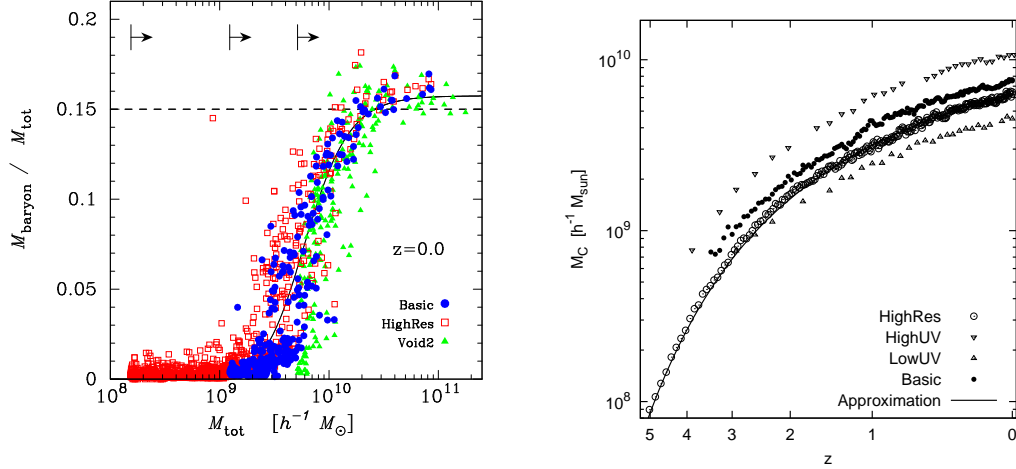 0.2
0.15
0.1
0.05
0
M_baryon / M_tot
z=0.0
Basic
HighRes
Void2
10^8
10^9
10^10
10^11
M_tot [h^-1 M_⊙]
10^10
10^9
10^8
M_C [h^-1 M_sun]
HighRes
HighUV
LowUV
Basic
Approximation
5 4 3 2 1 0
z